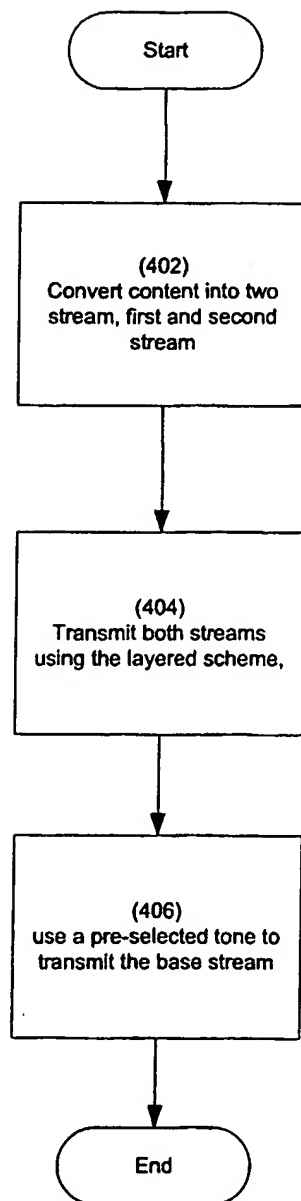 Start
(402)
Convert content into two
stream, first and second
stream
(404)
Transmit both streams
using the layered scheme,
(406)
use a pre-selected tone to
transmit the base stream
End